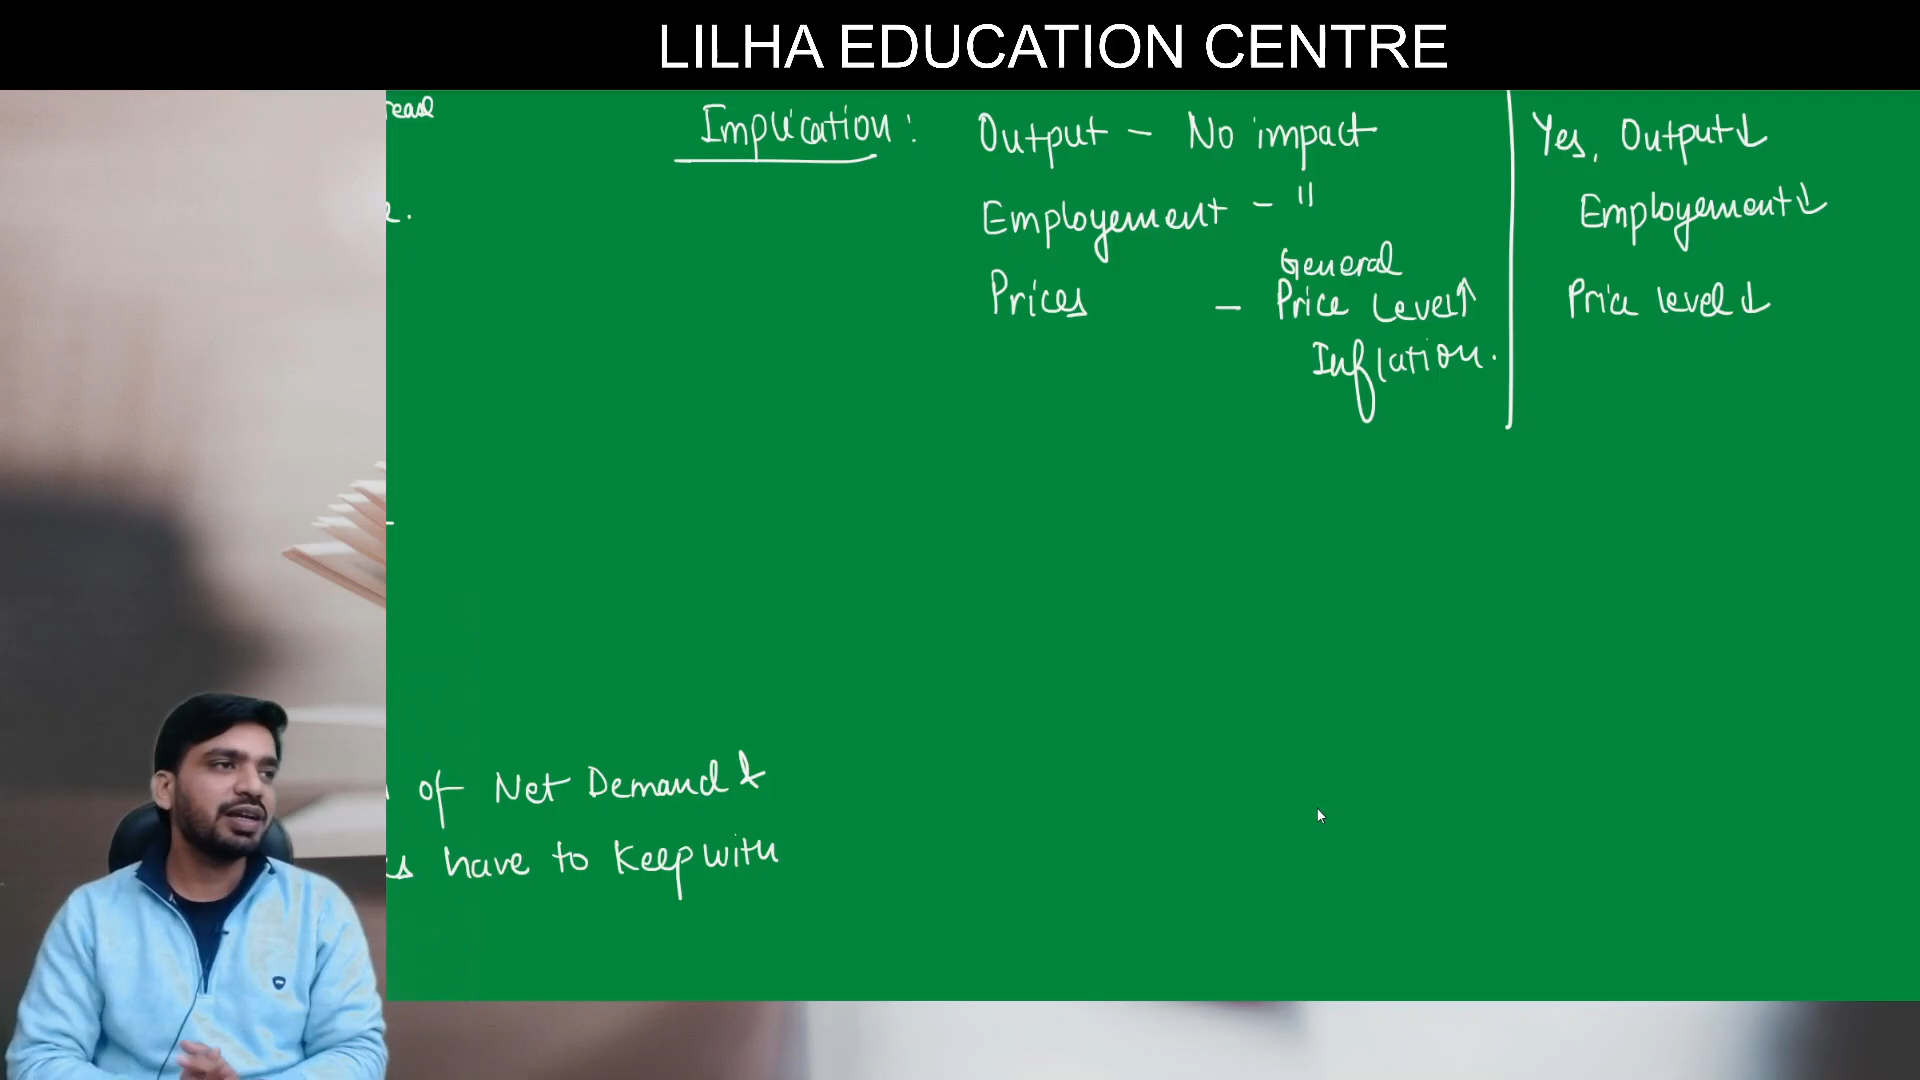 LILHA EDUCATION CENTRE
Implication : Output – No impact Yes, Output↓
Employement – " Employement↓
Prices – General Price Level↑ Price level↓
Inflation.
of Net Demand &
have to Keep with